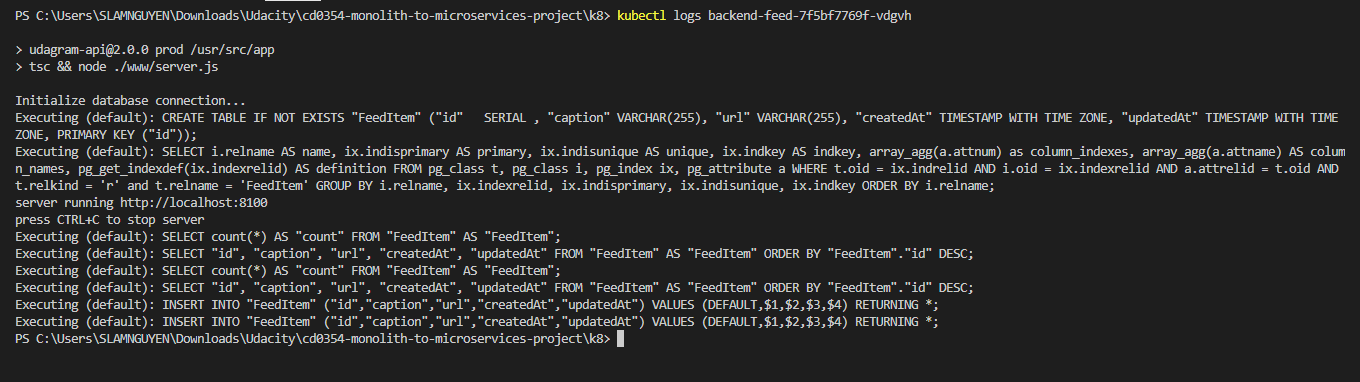 PS C:\Users\SLAMNGUYEN\Downloads\Udacity\cd0354-monolith-to-microservices-project\k8> kubectl logs backend-feed-7f5bf7769f-vdgvh
> udagram-api@2.0.0 prod /usr/src/app
> tsc && node ./www/server.js
Initialize database connection...
Executing (default): CREATE TABLE IF NOT EXISTS "FeedItem" ("id"   SERIAL , "caption" VARCHAR(255), "url" VARCHAR(255), "createdAt" TIMESTAMP WITH TIME ZONE, "updatedAt" TIMESTAMP WITH TIME
ZONE, PRIMARY KEY ("id"));
Executing (default): SELECT i.relname AS name, ix.indisprimary AS primary, ix.indisunique AS unique, ix.indkey AS indkey, array_agg(a.attnum) as column_indexes, array_agg(a.attname) AS colum
n_names, pg_get_indexdef(ix.indexrelid) AS definition FROM pg_class t, pg_class i, pg_index ix, pg_attribute a WHERE t.oid = ix.indrelid AND i.oid = ix.indexrelid AND a.attrelid = t.oid AND
t.relkind = 'r' and t.relname = 'FeedItem' GROUP BY i.relname, ix.indexrelid, ix.indisprimary, ix.indisunique, ix.indkey ORDER BY i.relname;
server running http://localhost:8100
press CTRL+C to stop server
Executing (default): SELECT count(*) AS "count" FROM "FeedItem" AS "FeedItem";
Executing (default): SELECT "id", "caption", "url", "createdAt", "updatedAt" FROM "FeedItem" AS "FeedItem" ORDER BY "FeedItem"."id" DESC;
Executing (default): SELECT count(*) AS "count" FROM "FeedItem" AS "FeedItem";
Executing (default): SELECT "id", "caption", "url", "createdAt", "updatedAt" FROM "FeedItem" AS "FeedItem" ORDER BY "FeedItem"."id" DESC;
Executing (default): INSERT INTO "FeedItem" ("id","caption","url","createdAt","updatedAt") VALUES (DEFAULT,$1,$2,$3,$4) RETURNING *;
Executing (default): INSERT INTO "FeedItem" ("id","caption","url","createdAt","updatedAt") VALUES (DEFAULT,$1,$2,$3,$4) RETURNING *;
PS C:\Users\SLAMNGUYEN\Downloads\Udacity\cd0354-monolith-to-microservices-project\k8>